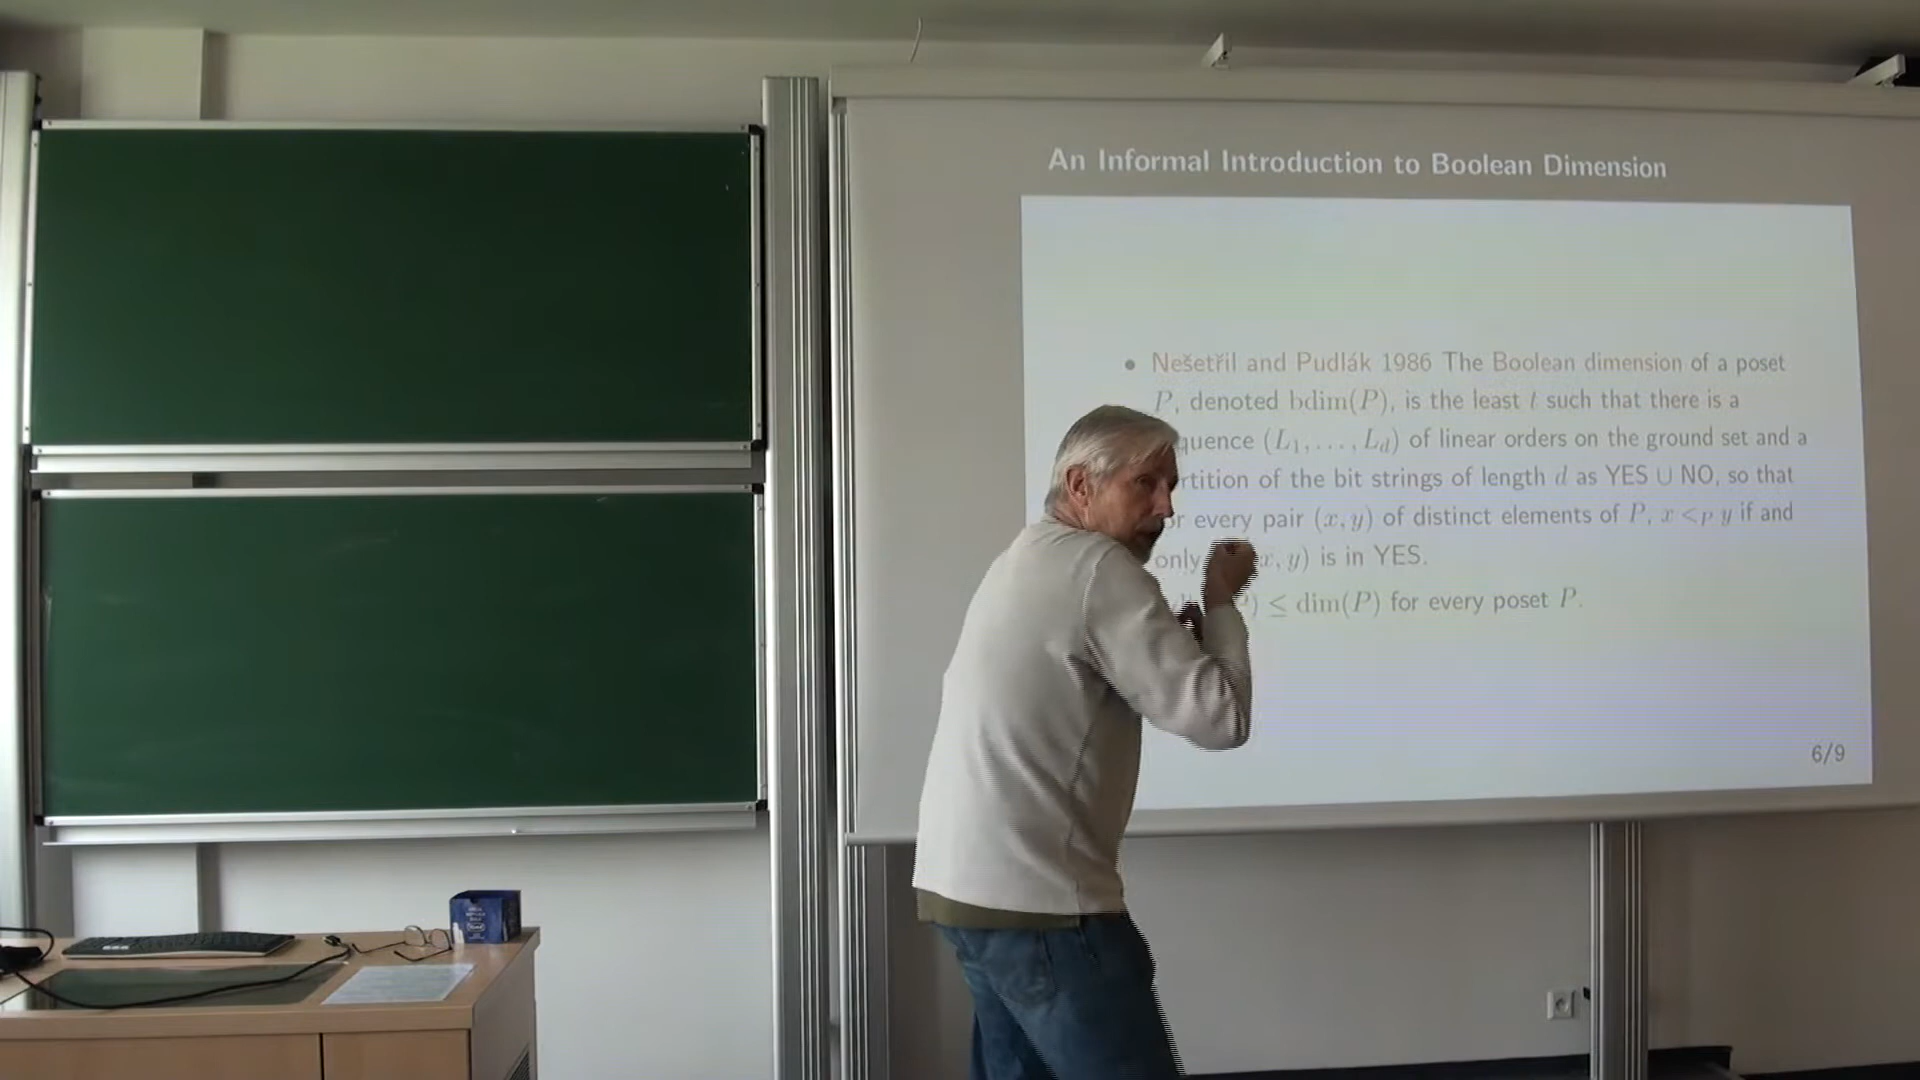 An Informal Introduction to Boolean Dimension
• Nešetřil and Pudlák 1986 The Boolean dimension of a poset
P, denoted bdim(P), is the least t such that there is a
quence (L₁, . . . , L_d) of linear orders on the ground set and a
rtition of the bit strings of length d as YES ∪ NO, so that
r every pair (x, y) of distinct elements of P, x <_P y if and
only x, y) is in YES.
) ≤ dim(P) for every poset P.
6/9